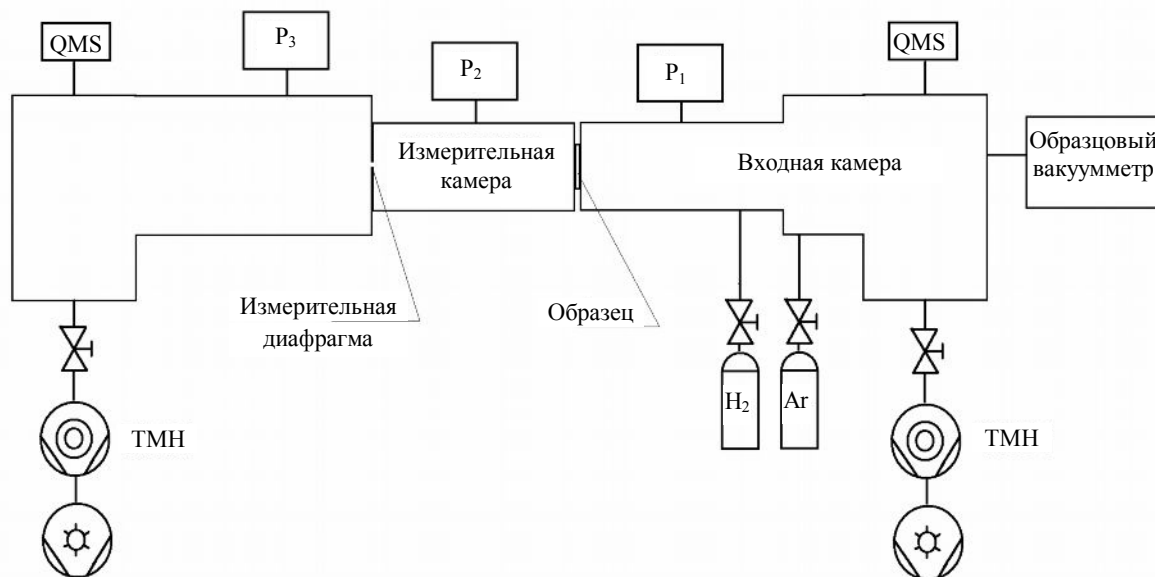 QMS
P3
P2
P1
QMS
Измерительная
камера
Входная камера
Образцовый
вакуумметр
Измерительная
диафрагма
Образец
H2
Ar
ТМН
ТМН